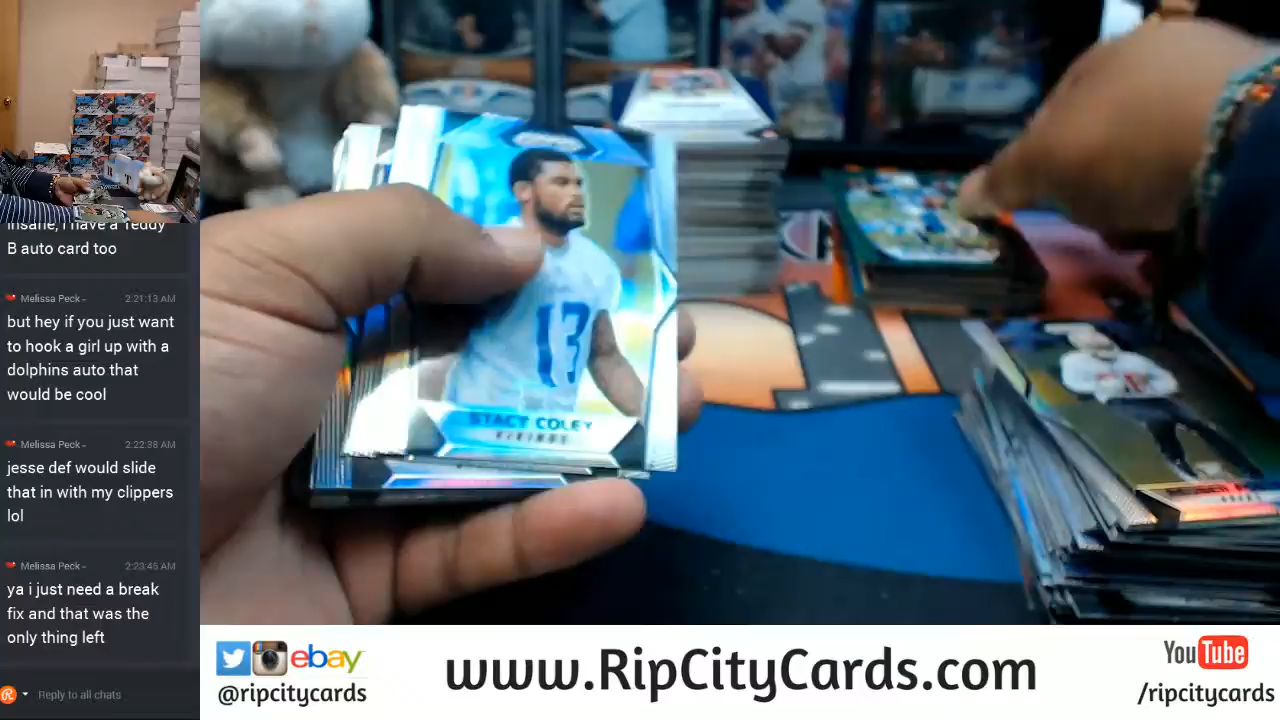 insane, i have a Teddy
B auto card too
Melissa Peck - 2:21:13 AM
but hey if you just want
to hook a girl up with a
dolphins auto that
would be cool
Melissa Peck - 2:22:38 AM
jesse def would slide
that in with my clippers
lol
Melissa Peck - 2:23:45 AM
ya i just need a break
fix and that was the
only thing left
Reply to all chats
13
STACY COLEY
VIKINGS
ebay
@ripcitycards
www.RipCityCards.com
YouTube
/ripcitycards